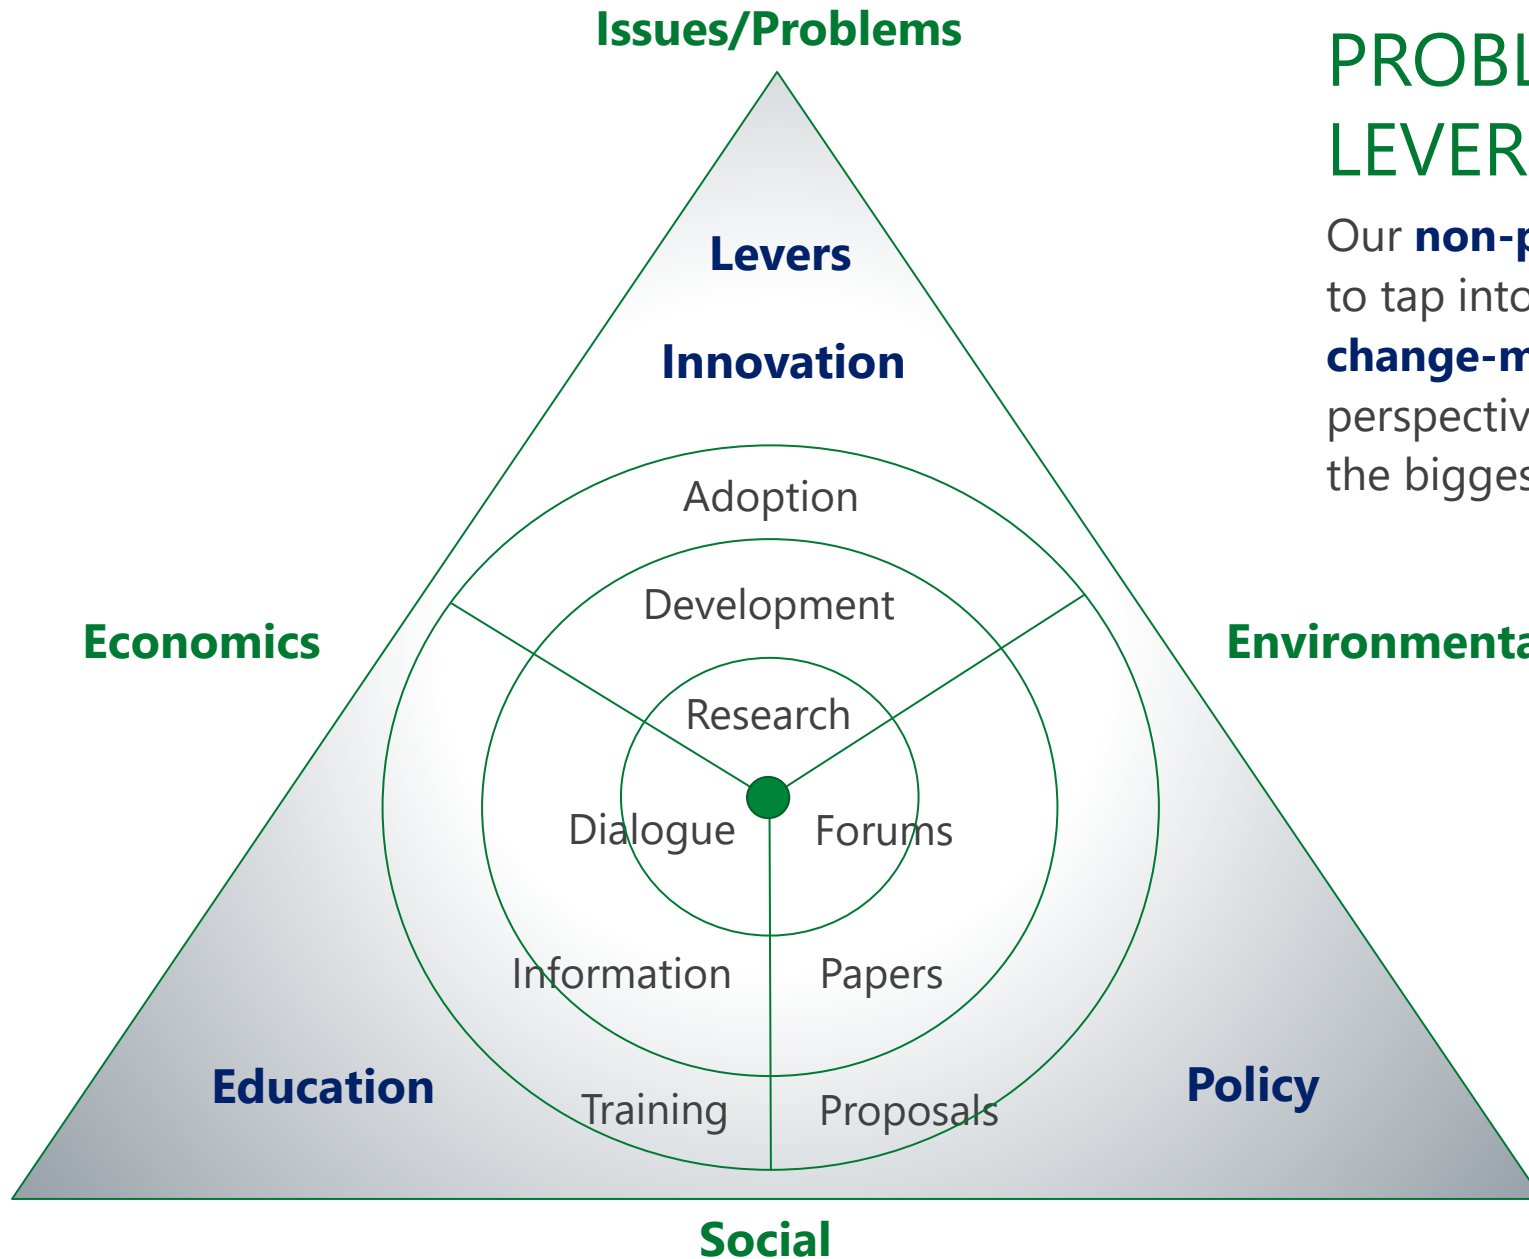 Issues/Problems
PROBL
LEVER
Our non-p
to tap into
change-m
perspectiv
the bigges
Levers
Innovation
Adoption
Development
Research
Economics
Environmenta
Dialogue
Forums
Information
Papers
Education
Policy
Training
Proposals
Social